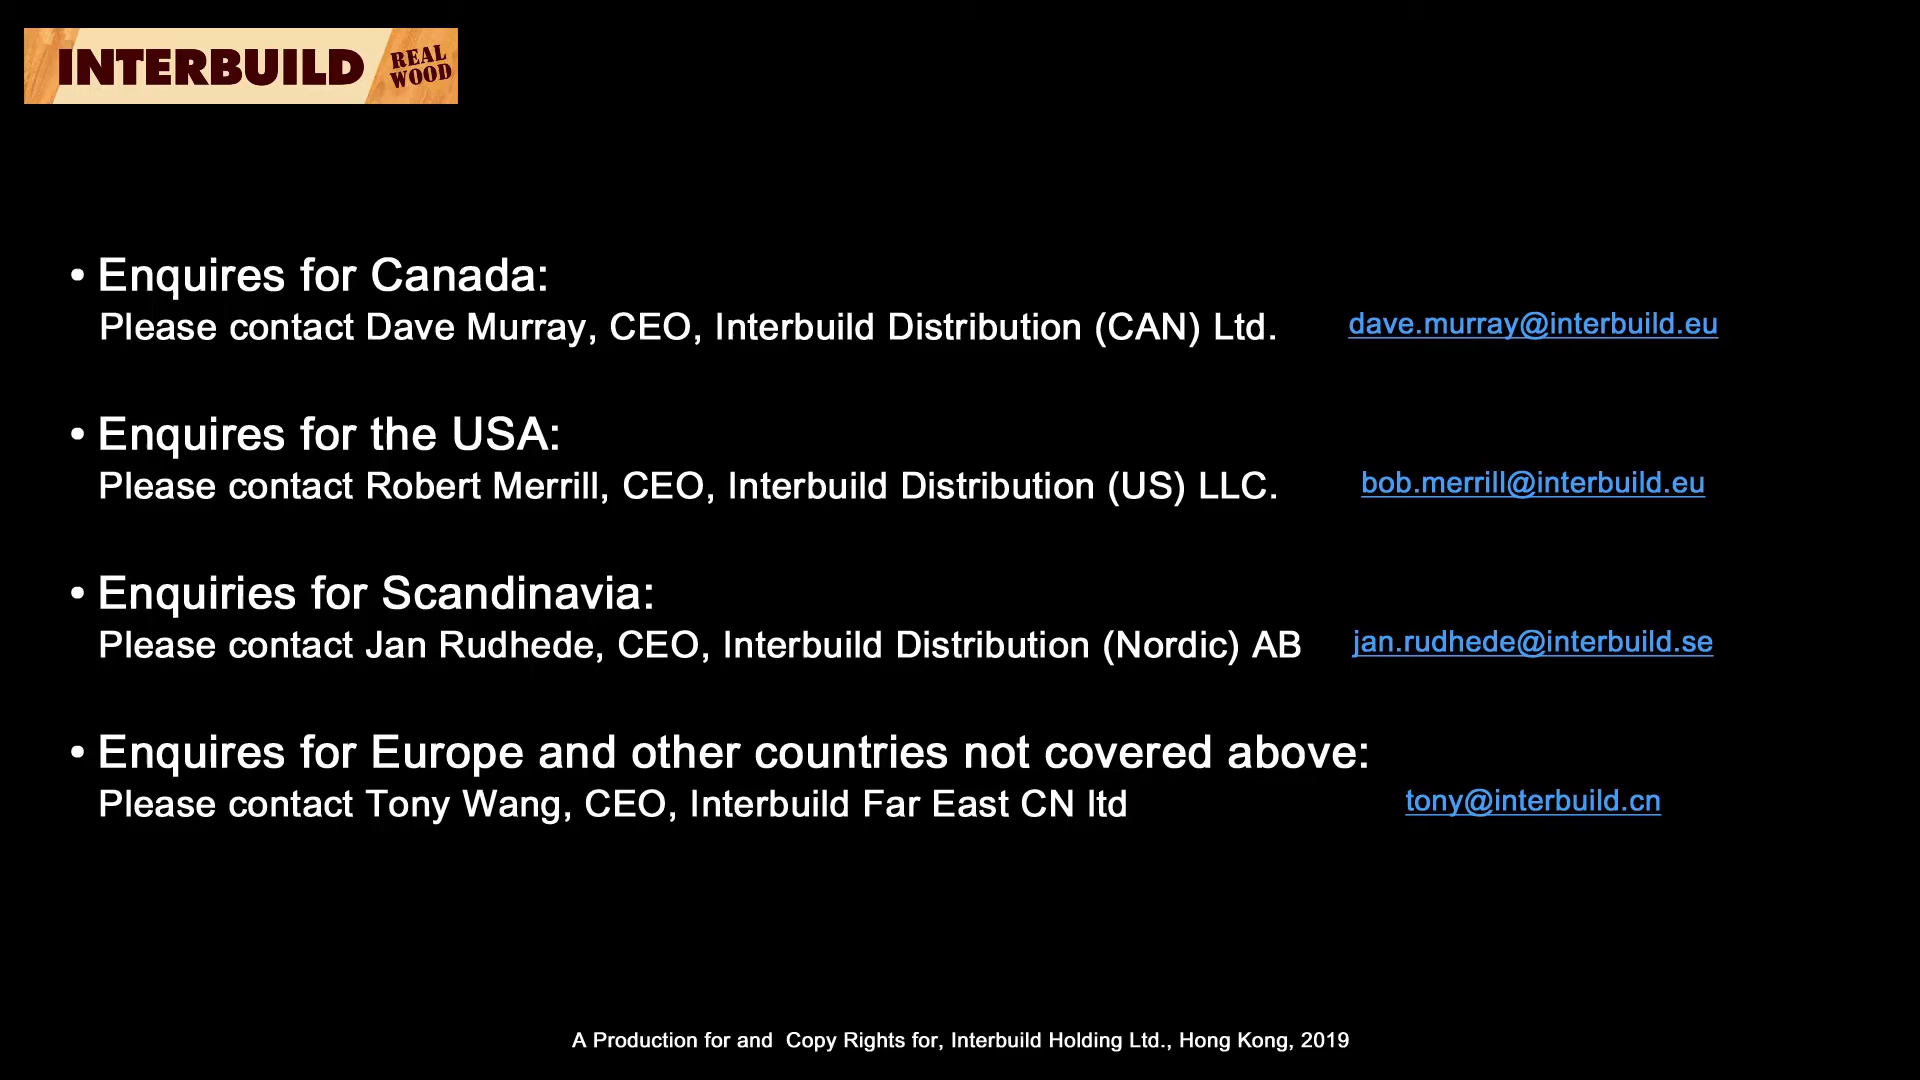 INTERBUILD REAL WOOD
• Enquires for Canada:
Please contact Dave Murray, CEO, Interbuild Distribution (CAN) Ltd. dave.murray@interbuild.eu
• Enquires for the USA:
Please contact Robert Merrill, CEO, Interbuild Distribution (US) LLC. bob.merrill@interbuild.eu
• Enquiries for Scandinavia:
Please contact Jan Rudhede, CEO, Interbuild Distribution (Nordic) AB jan.rudhede@interbuild.se
• Enquires for Europe and other countries not covered above:
Please contact Tony Wang, CEO, Interbuild Far East CN ltd tony@interbuild.cn
A Production for and  Copy Rights for, Interbuild Holding Ltd., Hong Kong, 2019